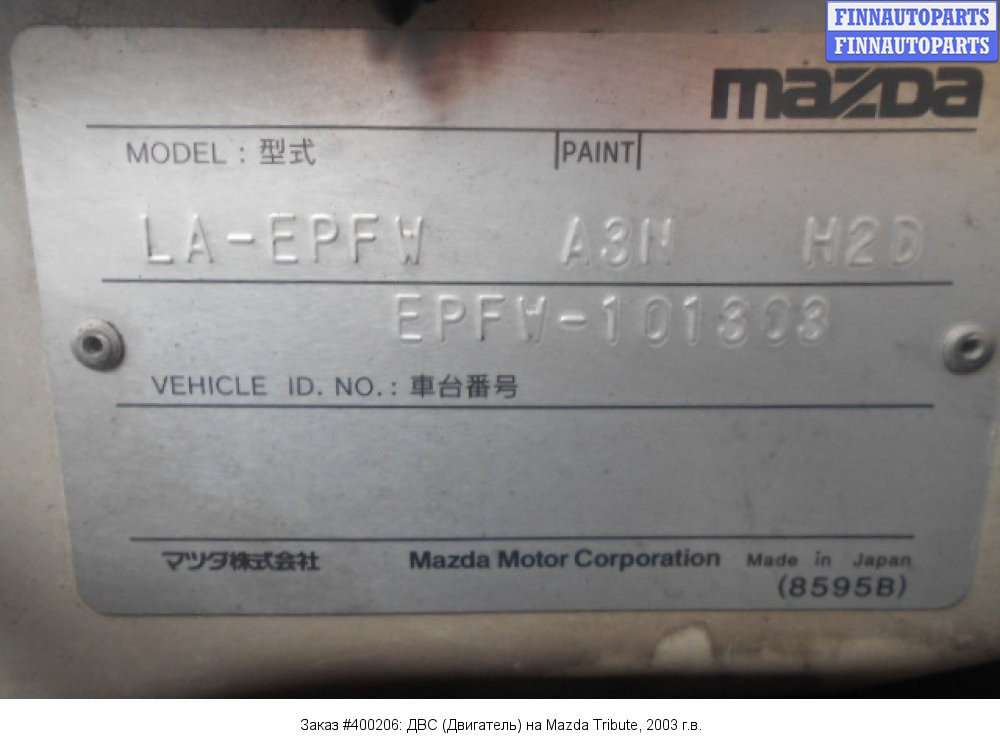 FINNAUTOPARTS
FINNAUTOPARTS
mazda
MODEL : 型式 PAINT
LA-EPFW A3N H2D
EPFW-101303
VEHICLE ID. NO. : 車台番号
マツダ株式会社 Mazda Motor Corporation Made in Japan
(8595B)
Заказ #400206: ДВС (Двигатель) на Mazda Tribute, 2003 г.в.